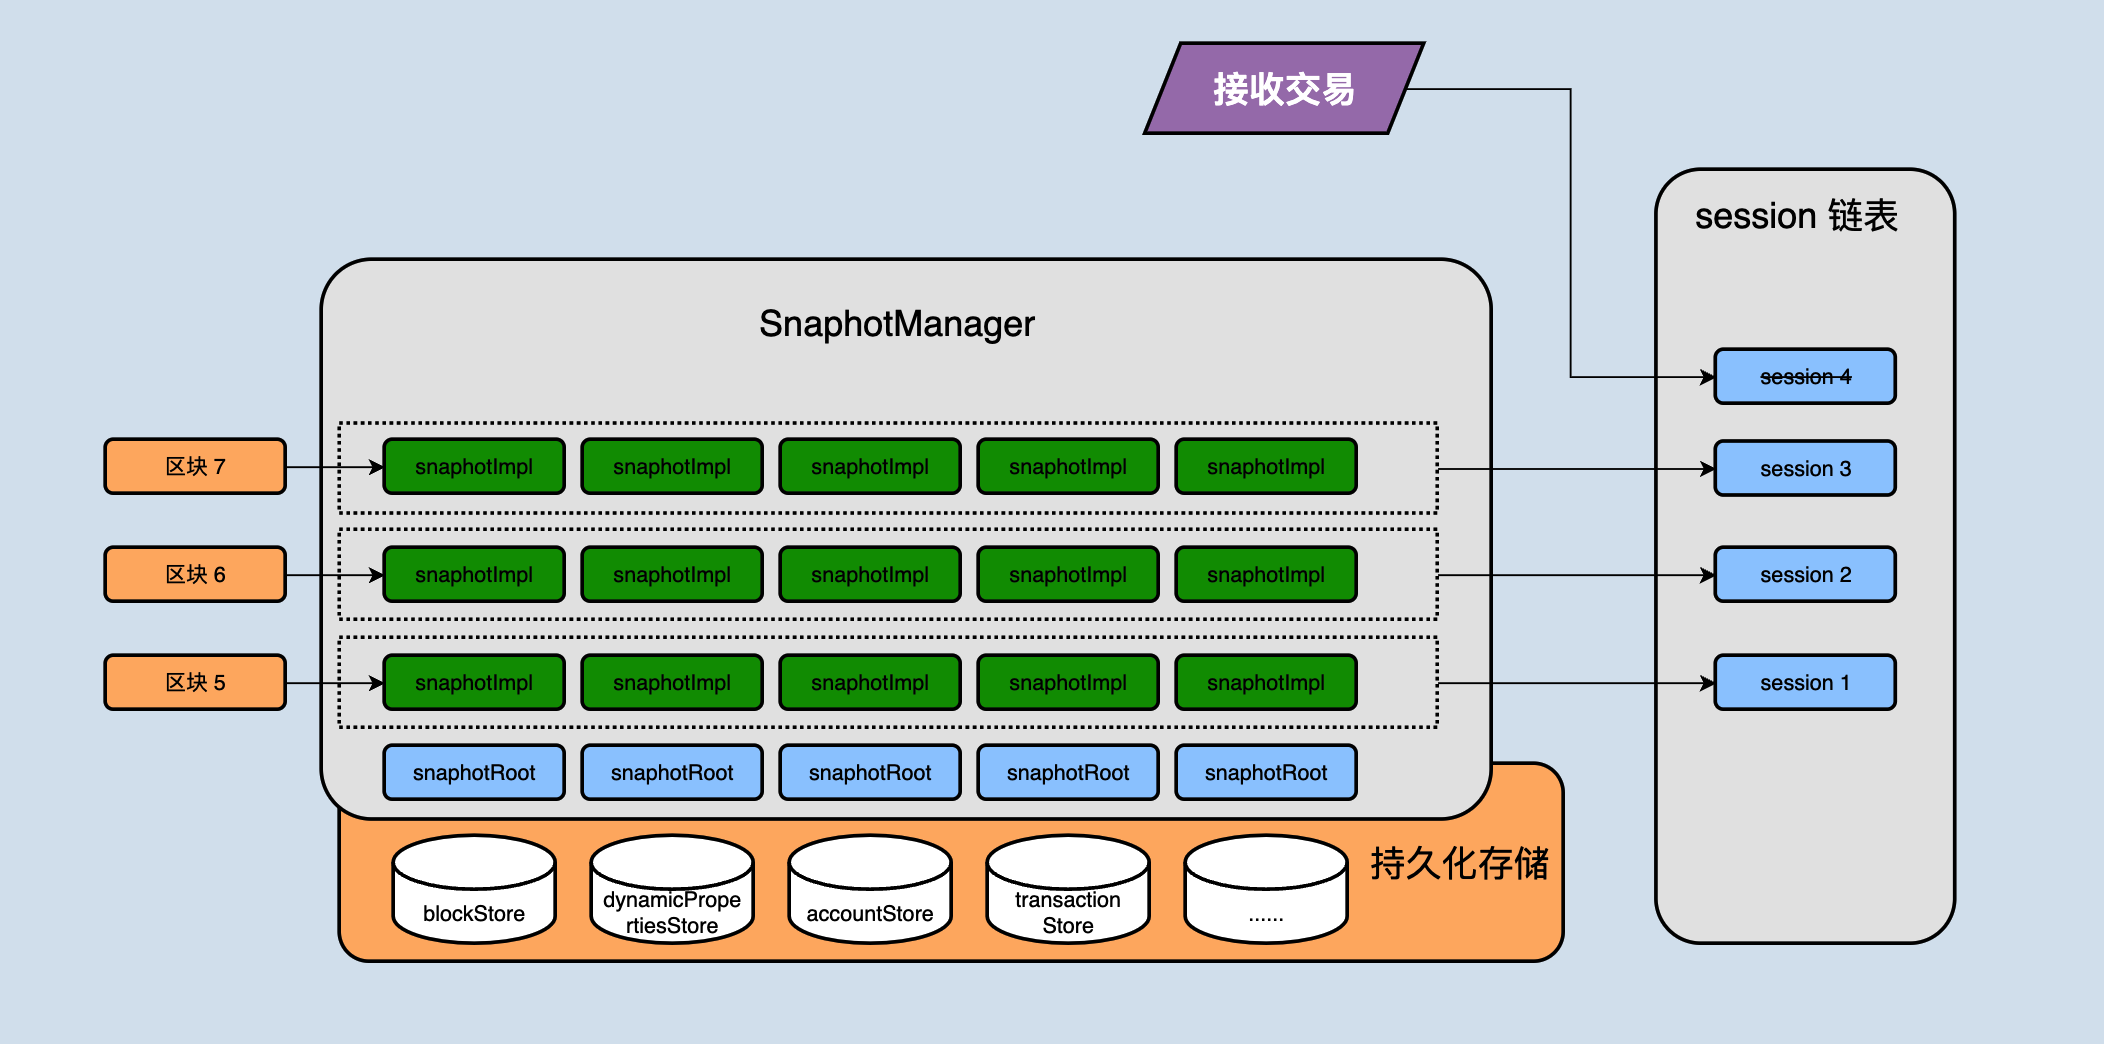 接收交易
session 链表
SnaphotManager
session 4
区块 7
snaphotImpl
snaphotImpl
snaphotImpl
snaphotImpl
snaphotImpl
session 3
区块 6
snaphotImpl
snaphotImpl
snaphotImpl
snaphotImpl
snaphotImpl
session 2
区块 5
snaphotImpl
snaphotImpl
snaphotImpl
snaphotImpl
snaphotImpl
session 1
snaphotRoot
snaphotRoot
snaphotRoot
snaphotRoot
snaphotRoot
持久化存储
blockStore
dynamicPrope
rtiesStore
accountStore
transaction
Store
......